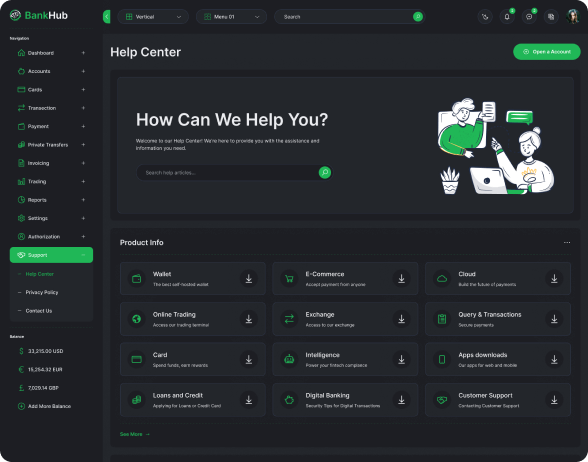 BankHub
Vertical
Menu 01
Search
Navigation
Dashboard
Accounts
Cards
Transaction
Payment
Private Transfers
Invoicing
Trading
Reports
Settings
Authorization
Support
Help Center
Privacy Policy
Contact Us
Balance
33,215.00 USD
15,254.32 EUR
7,029.14 GBP
Add More Balance
Help Center
Open a Account
How Can We Help You?
Welcome to our Help Center! We're here to provide you with the assistance and
information you need.
Search help articles...
Product Info
Wallet
The best self-hosted wallet
E-Commerce
Accept payment from anyone
Cloud
Build the future of payments
Online Trading
Access our trading terminal
Exchange
Access to our exchange
Query & Transactions
Secure payments
Card
Spend funds, earn rewards
Intelligence
Power your fintech compliance
Apps downloads
Our apps for web and mobile
Loans and Credit
Applying for Loans or Credit Card
Digital Banking
Security Tips for Digital Transactions
Customer Support
Contacting Customer Support
See More